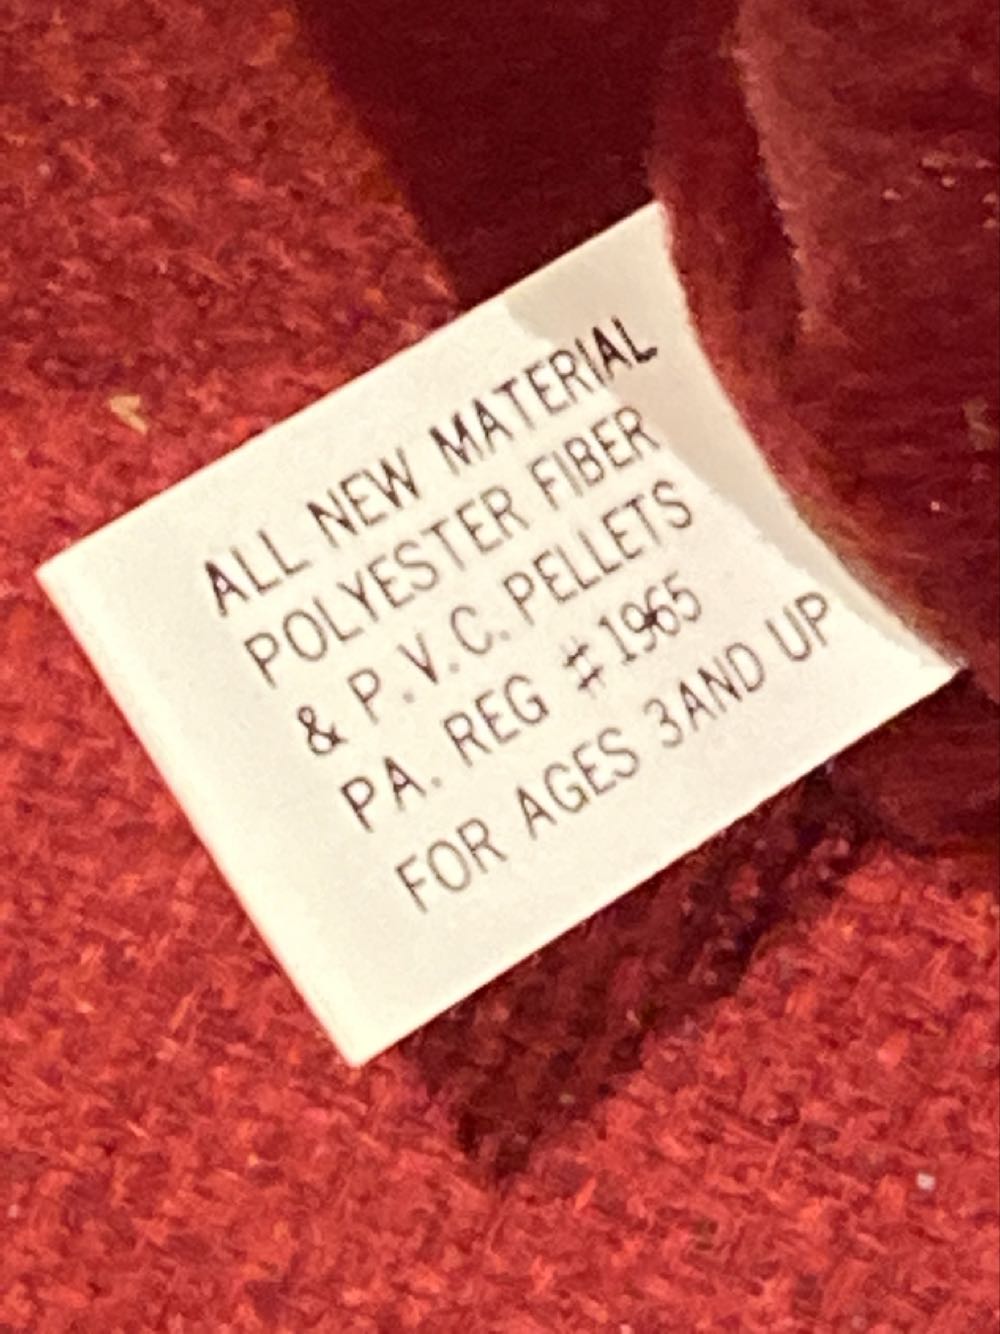 ALL NEW MATERIAL
POLYESTER FIBER
& P.V.C. PELLETS
PA. REG #1965
FOR AGES 3AND UP